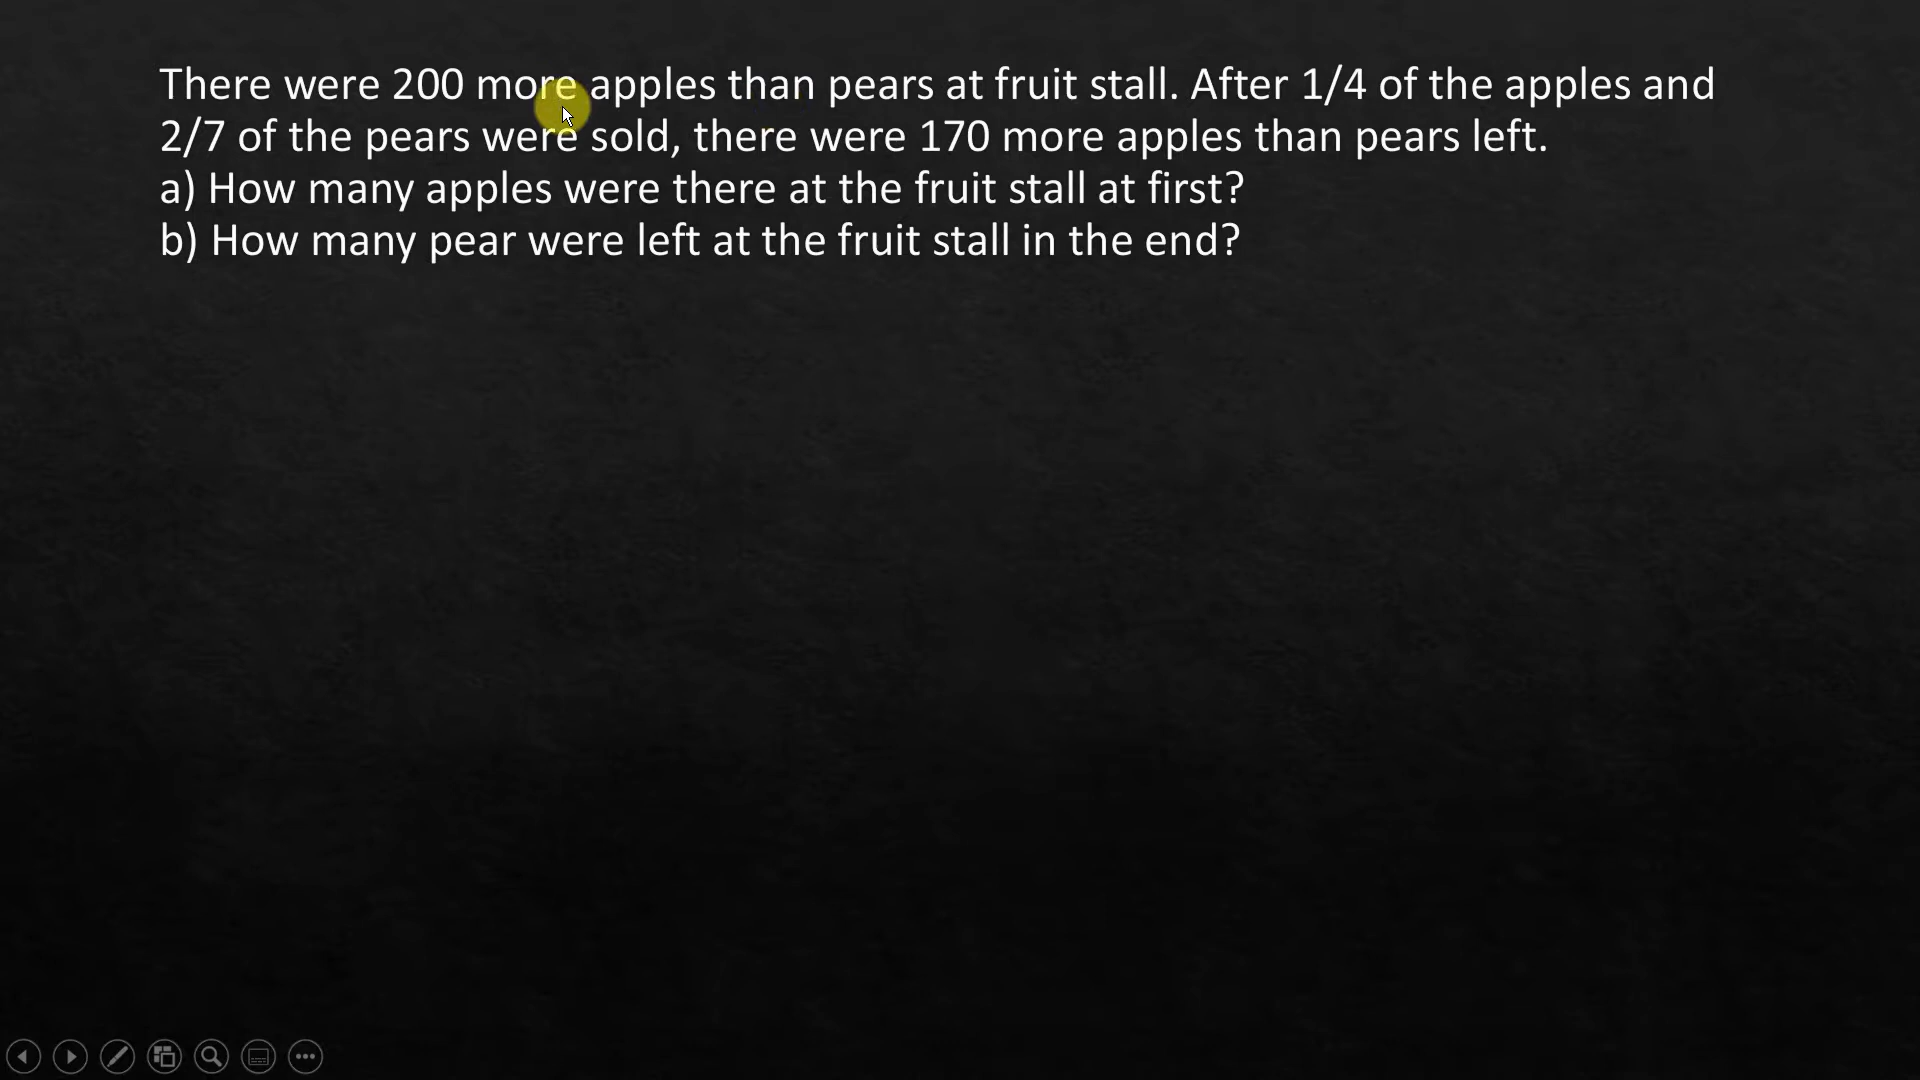 There were 200 more apples than pears at fruit stall. After 1/4 of the apples and
2/7 of the pears were sold, there were 170 more apples than pears left.
a) How many apples were there at the fruit stall at first?
b) How many pear were left at the fruit stall in the end?